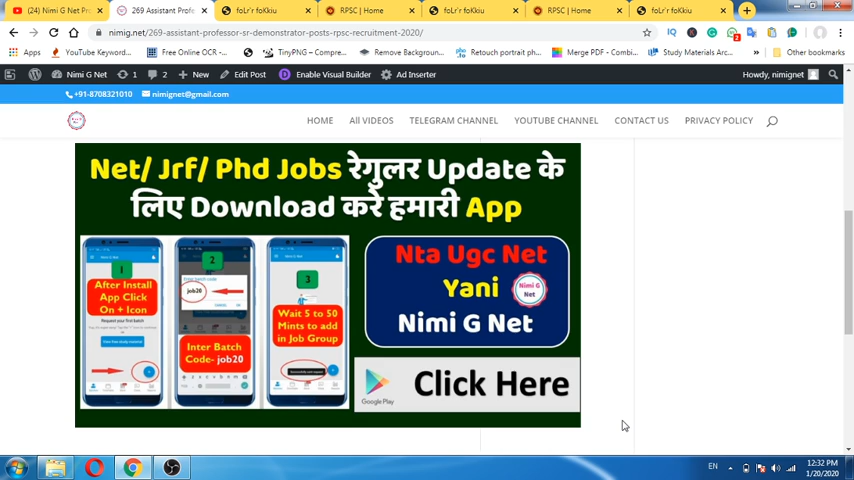 (24) Nimi G Net Pro
269 Assistant Profe
foLr`r foKkiu
RPSC | Home
foLr`r foKkiu
RPSC | Home
foLr`r foKkiu
nimig.net/269-assistant-professor-sr-demonstrator-posts-rpsc-recruitment-2020/
Apps
YouTube Keyword...
Free Online OCR -...
TinyPNG – Compre...
Remove Backgroun...
Retouch portrait ph...
Merge PDF - Combi...
Study Materials Arc...
Other bookmarks
Nimi G Net
1
2
New
Edit Post
Enable Visual Builder
Ad Inserter
Howdy, nimignet
+91-8708321010
nimignet@gmail.com
HOME
All VIDEOS
TELEGRAM CHANNEL
YOUTUBE CHANNEL
CONTACT US
PRIVACY POLICY
Net/ Jrf/ Phd Jobs रेगुलर Update के
लिए Download करे हमारी App
1
After Install
App Click
On + Icon
Request your first batch
2
job20
Inter Batch
Code- job20
3
Wait 5 to 50
Mints to add
in Job Group
Nta Ugc Net
Yani
Nimi G Net
Nimi G
Net
Google Play
Click Here
EN
12:32 PM
1/20/2020